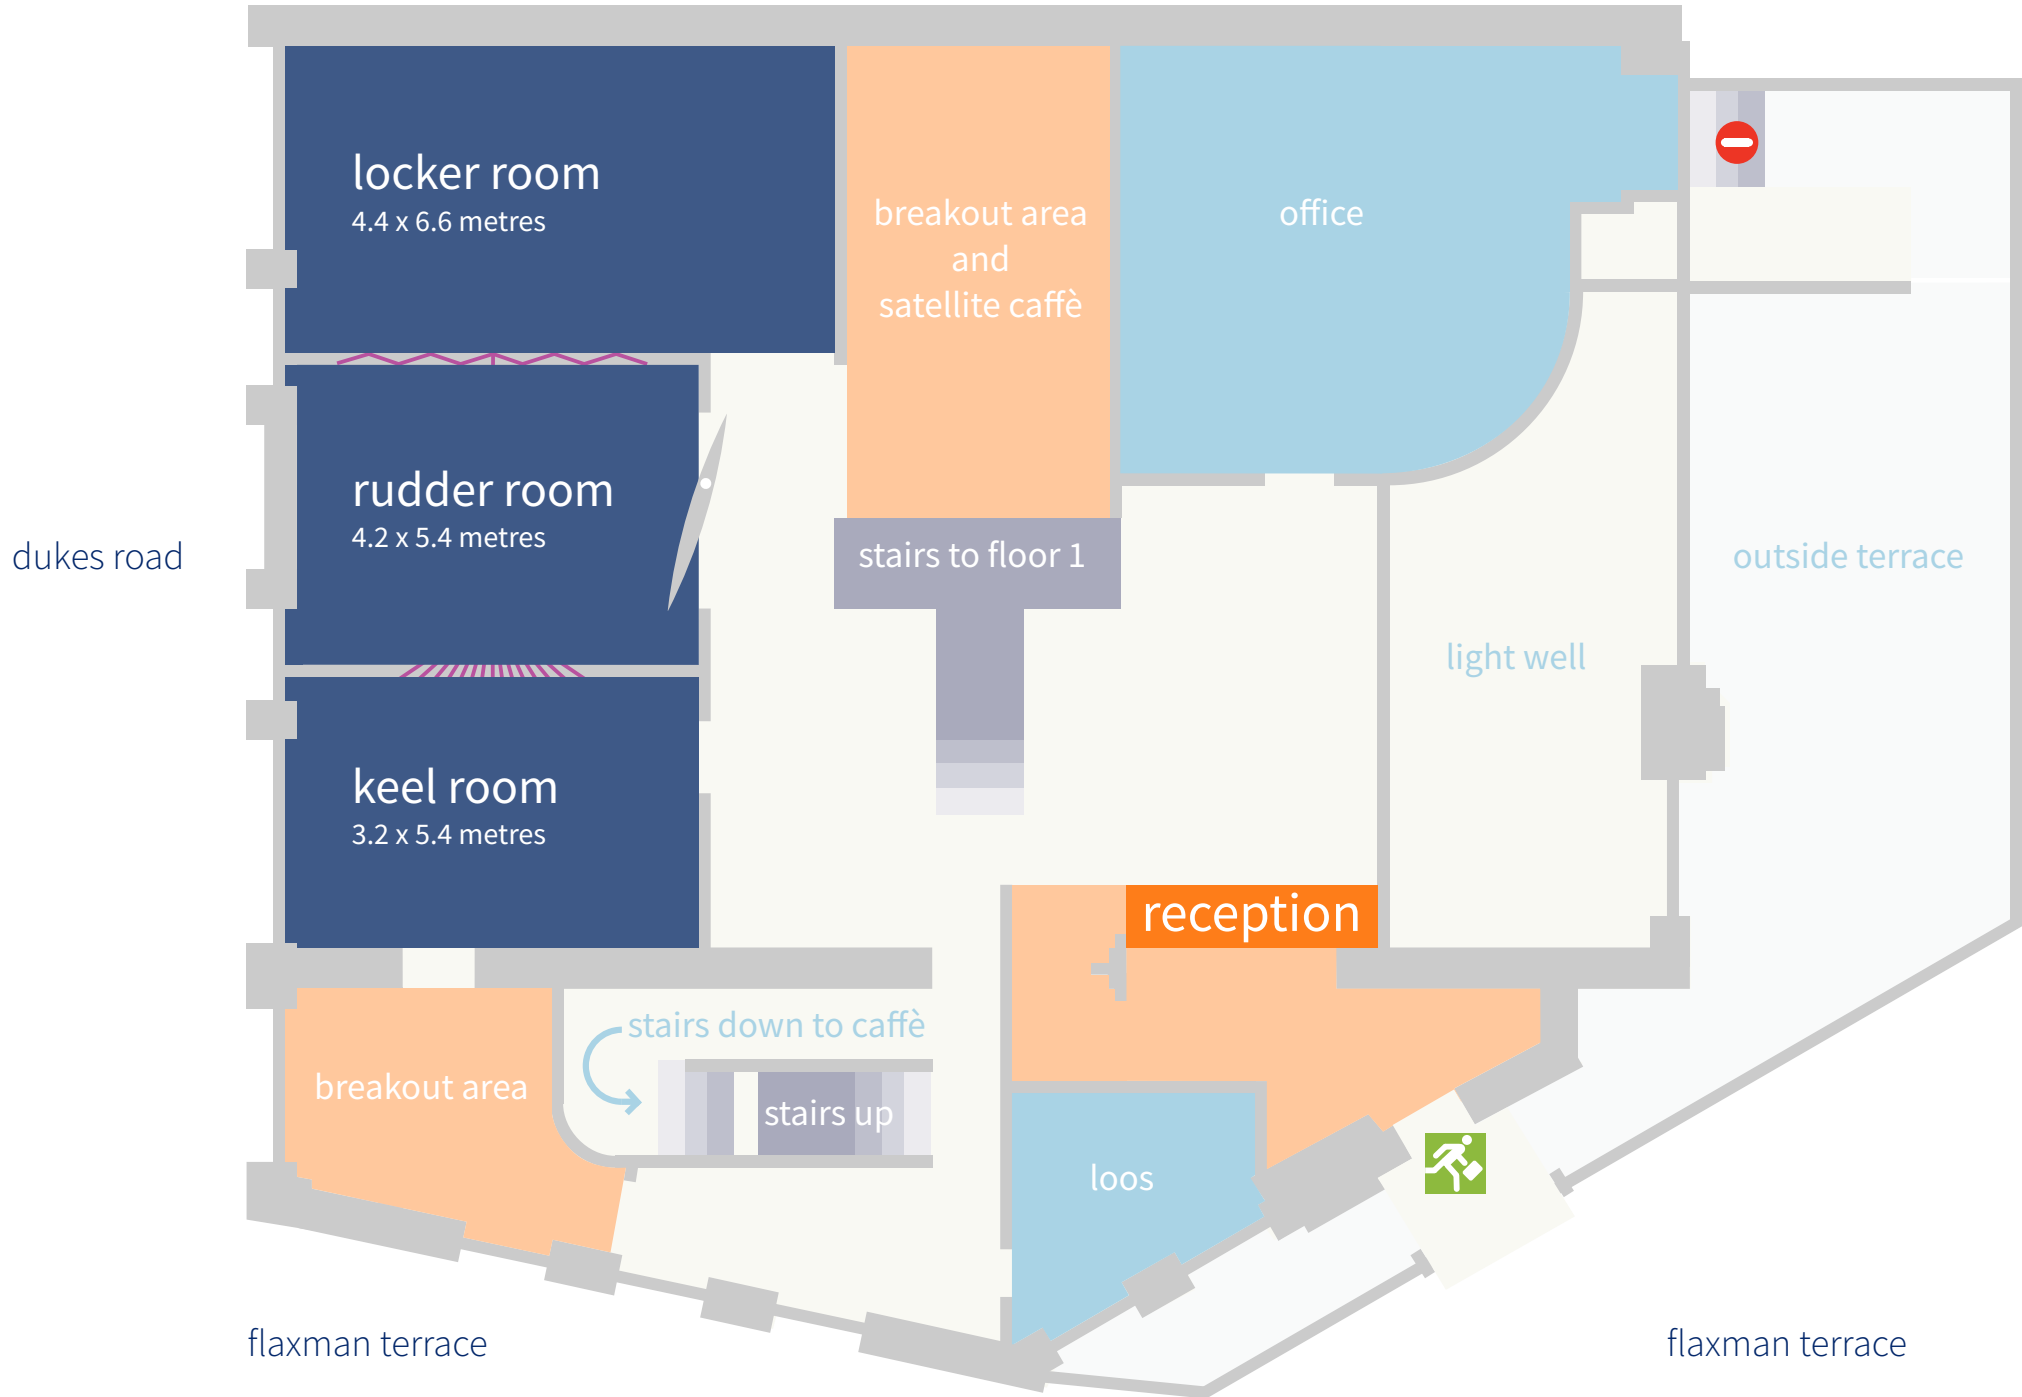 locker room
4.4 x 6.6 metres
breakout area
and
satellite caffè
office
rudder room
4.2 x 5.4 metres
dukes road
stairs to floor 1
outside terrace
light well
keel room
3.2 x 5.4 metres
reception
stairs down to caffè
breakout area
stairs up
loos
flaxman terrace
flaxman terrace